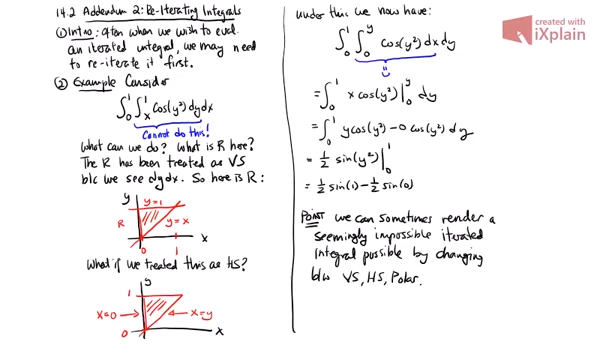 14.2 Addendum 2: Re-Iterating Integrals
① Intro: Often when we wish to eval.
an iterated integral, we may need
to re-iterate it first.
② Example Consider
∫₀¹ ∫ₓ¹ cos(y²) dy dx
Cannot do this!
What can we do? What is R here?
The R has been treated as VS
b/c we see dy dx. So here is R:
y
y=1
R
y=x
0
1
x
What if we treated this as HS?
y
1
x=0
x=y
0
x
under this we now have:
∫₀¹ ∫₀ʸ cos(y²) dx dy
= ∫₀¹ x cos(y²) |₀ʸ dy
= ∫₀¹ y cos(y²) - 0 cos(y²) dy
= 1/2 sin(y²) |₀¹
= 1/2 sin(1) - 1/2 sin(0)
POINT we can sometimes render a
seemingly impossible iterated
integral possible by changing
b/w VS, HS, Polar.
created with
iXplain